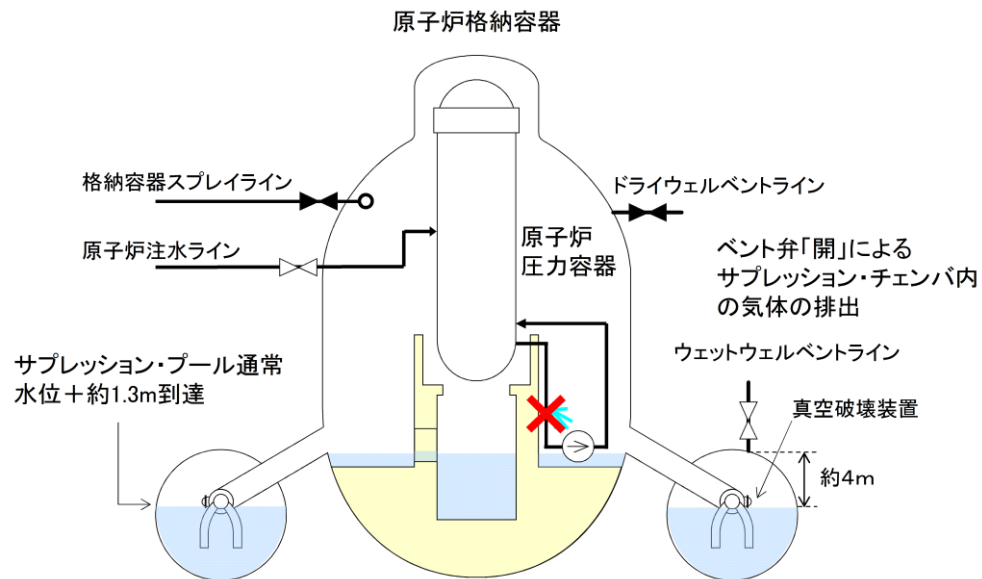 原子炉格納容器
格納容器スプレイライン
ドライウェルベントライン
原子炉注水ライン
原子炉
圧力容器
ベント弁「開」による
サプレッション・チェンバ内
の気体の排出
サプレッション・プール通常
水位＋約1.3m到達
ウェットウェルベントライン
真空破壊装置
約4m